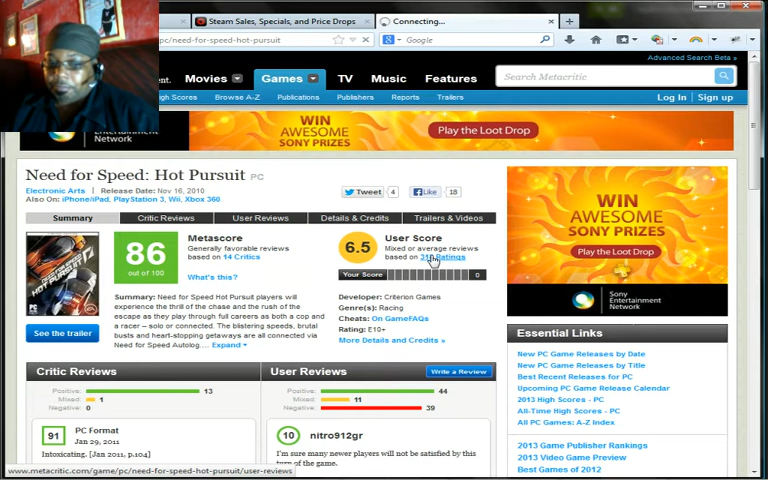 Steam Sales, Specials, and Price Drops
Connecting...
pc/need-for-speed-hot-pursuit
Google
Advanced Search Beta »
Movies
Games
TV
Music
Features
Search Metacritic
High Scores
Browse A-Z
Publications
Publishers
Reports
Trailers
Log In | Sign up
Entertainment
Network
WIN
AWESOME
SONY PRIZES
Play the Loot Drop
Need for Speed: Hot Pursuit PC
Electronic Arts | Release Date: Nov 16, 2010
Also On: iPhone/iPad, PlayStation 3, Wii, Xbox 360
Tweet 4
Like 18
Summary
Critic Reviews
User Reviews
Details & Credits
Trailers & Videos
86
out of 100
Metascore
Generally favorable reviews
based on 14 Critics
What's this?
6.5
User Score
Mixed or average reviews
based on Ratings
Your Score 0
Summary: Need for Speed Hot Pursuit players will
experience the thrill of the chase and the rush of the
escape as they play through full careers as both a cop and
a racer – solo or connected. The blistering speeds, brutal
busts and heart-stopping getaways are all connected via
Need for Speed Autolog.... Expand
See the trailer
Developer: Criterion Games
Genre(s): Racing
Cheats: On GameFAQs
Rating: E10+
More Details and Credits »
WIN
AWESOME
SONY PRIZES
Play the Loot Drop
Sony
Entertainment
Network
Essential Links
New PC Game Releases by Date
New PC Game Releases by Title
Best Recent Releases for PC
Upcoming PC Game Release Calendar
2013 High Scores - PC
All-Time High Scores - PC
All PC Games: A-Z Index
2013 Game Publisher Rankings
2013 Video Game Preview
Best Games of 2012
Critic Reviews
Positive: 13
Mixed: 1
Negative: 0
91
PC Format
Jan 29, 2011
Intoxicating. [Jan 2011, p.104]
User Reviews
Write a Review
Positive: 44
Mixed: 11
Negative: 39
10
nitro912gr
I'm sure many newer players will not be satisfied by this
turn of the game.
www.metacritic.com/game/pc/need-for-speed-hot-pursuit/user-reviews